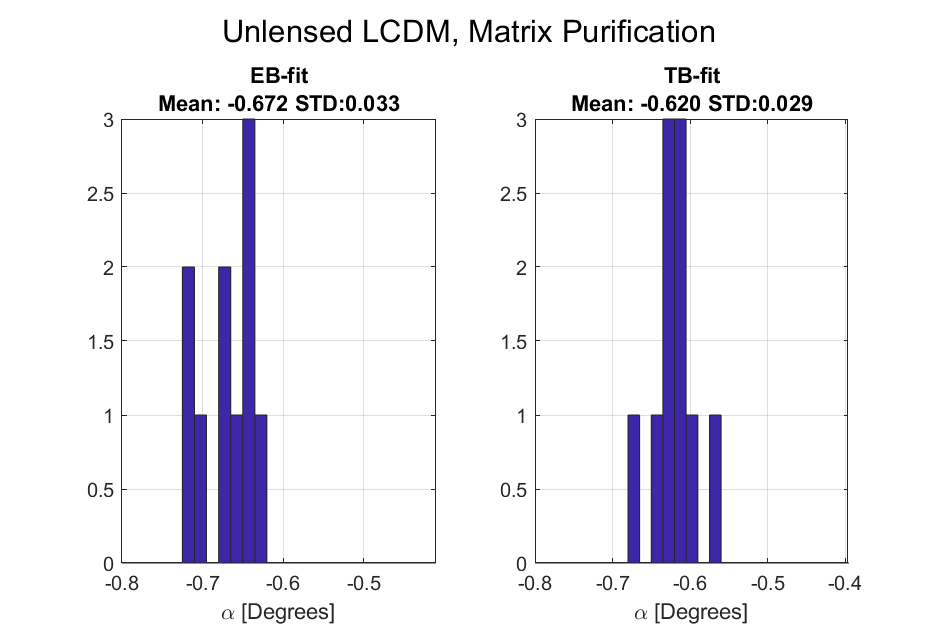 Unlensed LCDM, Matrix Purification
EB-fit
Mean: -0.672 STD:0.033
3
2.5
2
1.5
1
0.5
0
-0.8 -0.7 -0.6 -0.5
α [Degrees]
TB-fit
Mean: -0.620 STD:0.029
3
2.5
2
1.5
1
0.5
0
-0.8 -0.7 -0.6 -0.5 -0.4
α [Degrees]